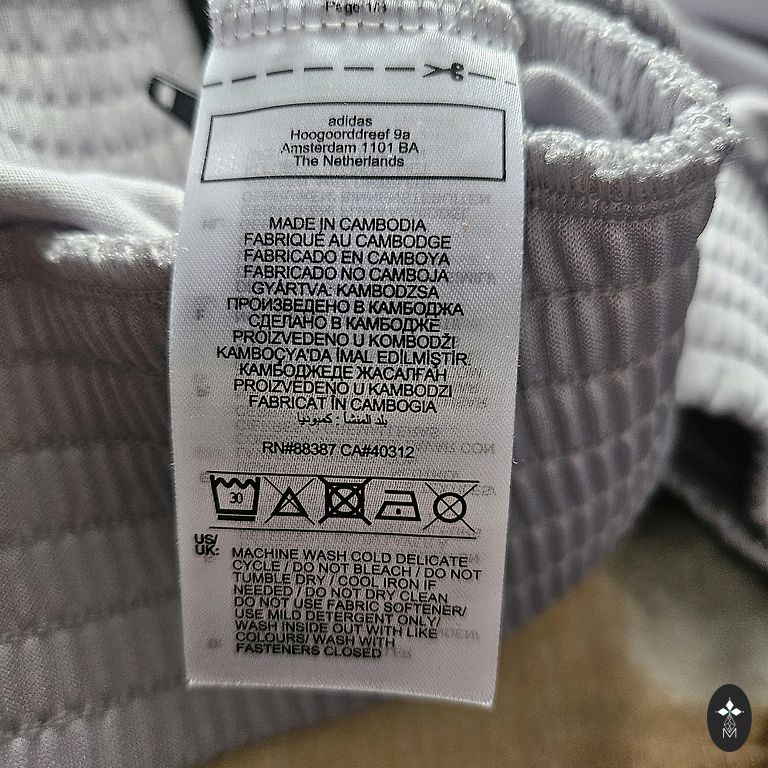 Page 1/8
adidas
Hoogoorddreef 9a
Amsterdam 1101 BA
The Netherlands
MADE IN CAMBODIA
FABRIQUÉ AU CAMBODGE
FABRICADO EN CAMBOYA
FABRICADO NO CAMBOJA
GYÁRTVA: KAMBODZSA
ПРОИЗВЕДЕНО В КАМБОДЖА
СДЕЛАНО В КАМБОДЖЕ
PROIZVEDENO U KOMBODŽI
KAMBOÇYA'DA İMAL EDİLMİŞTİR.
КАМБОДЖЕДЕ ЖАСАЛҒАН
PROIZVEDENO U KAMBODZI
FABRICAT ÎN CAMBOGIA
بلد المنشأ : كمبوديا
RN#88387 CA#40312
30
US/
UK:
MACHINE WASH COLD DELICATE
CYCLE / DO NOT BLEACH / DO NOT
TUMBLE DRY / COOL IRON IF
NEEDED / DO NOT DRY CLEAN
DO NOT USE FABRIC SOFTENER/
USE MILD DETERGENT ONLY/
WASH INSIDE OUT WITH LIKE
COLOURS/ WASH WITH
FASTENERS CLOSED
M